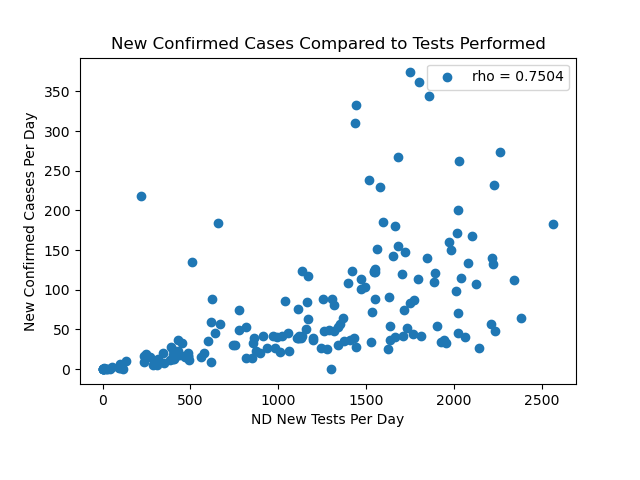 New Confirmed Cases Compared to Tests Performed
rho = 0.7504
New Confirmed Caeses Per Day
350
300
250
200
150
100
50
0
0 500 1000 1500 2000 2500
ND New Tests Per Day